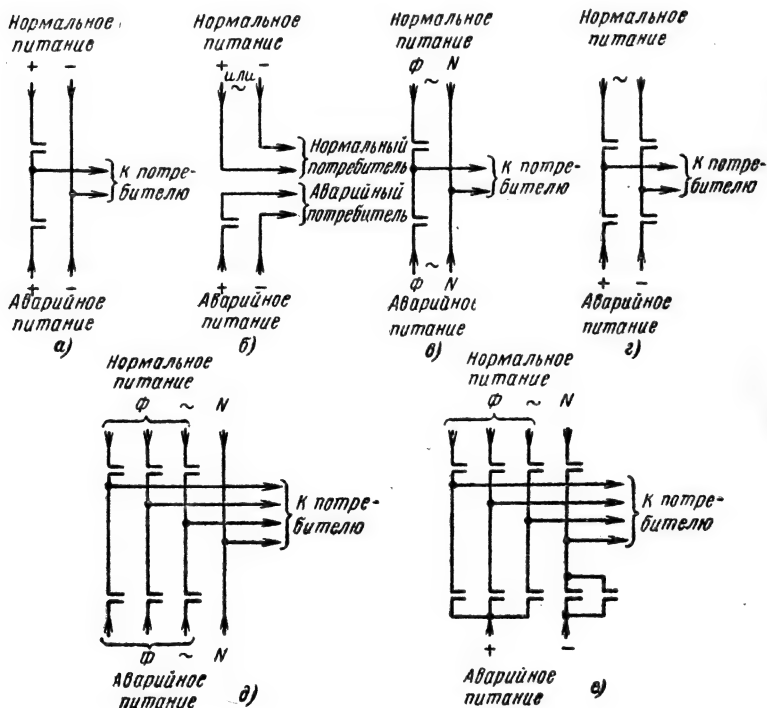 Нормальное
питание
+ −
К потре-
бителю
+ −
Аварийное
питание
а)
Нормальное
питание
+ или −
~
Нормальный
потребитель
Аварийный
потребитель
+ −
Аварийное
питание
б)
Нормальное
питание
Ф ~ N
К потре-
бителю
Ф ~ N
Аварийное
питание
в)
Нормальное
питание
~
К потре-
бителю
+ −
Аварийное
питание
г)
Нормальное
питание
Ф ~ N
К потре-
бителю
Ф ~ N
Аварийное
питание
д)
Нормальное
питание
Ф ~ N
К потре-
бителю
+ −
Аварийное
питание
е)